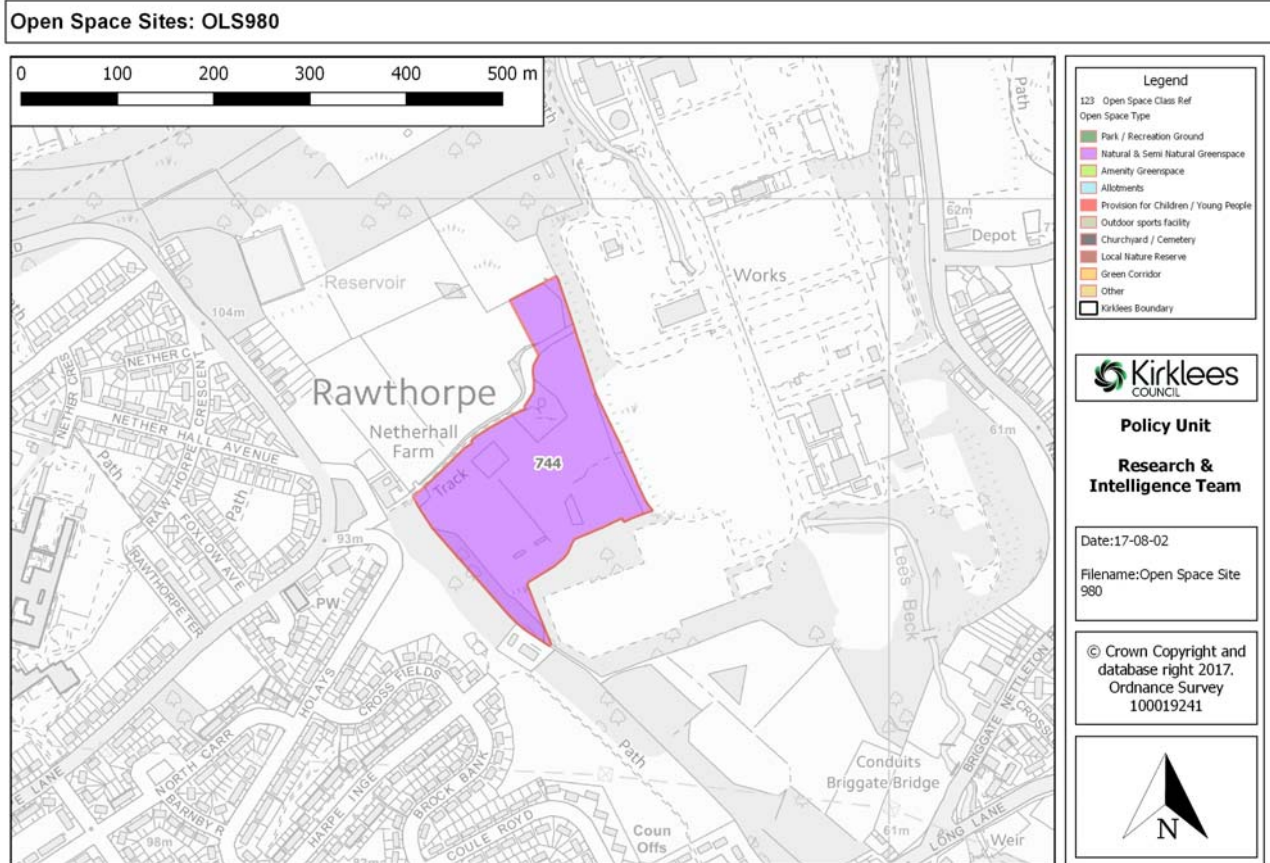 Open Space Sites: OLS980
0 100 200 300 400 500 m
Path
Path
62m
Depot
Works
Reservoir
104m
NETHER C
NETHER CRES
CRESCENT
Rawthorpe
NETHER HALL AVENUE
Netherhall
Farm
744
Track
61m
Path
Path
RAWTHORPE
FOXLOW AVE
93m
RAWTHORPE TER
PW
Lees
Beck
HOLAYS
CROSS FIELDS
BRIGGATE NETTLETON
CROSS
NORTH CARR
BARNBY R
BROCK BANK
Path
Conduits
Briggate Bridge
E LANE
98m
COULE ROYD
Coun
Offs
61m
LONG LANE
Weir
Legend
123 Open Space Class Ref
Open Space Type
Park / Recreation Ground
Natural & Semi Natural Greenspace
Amenity Greenspace
Allotments
Provision for Children / Young People
Outdoor sports facility
Churchyard / Cemetery
Local Nature Reserve
Green Corridor
Other
Kirklees Boundary
Kirklees
COUNCIL
Policy Unit
Research &
Intelligence Team
Date:17-08-02
Filename:Open Space Site
980
© Crown Copyright and
database right 2017.
Ordnance Survey
100019241
N